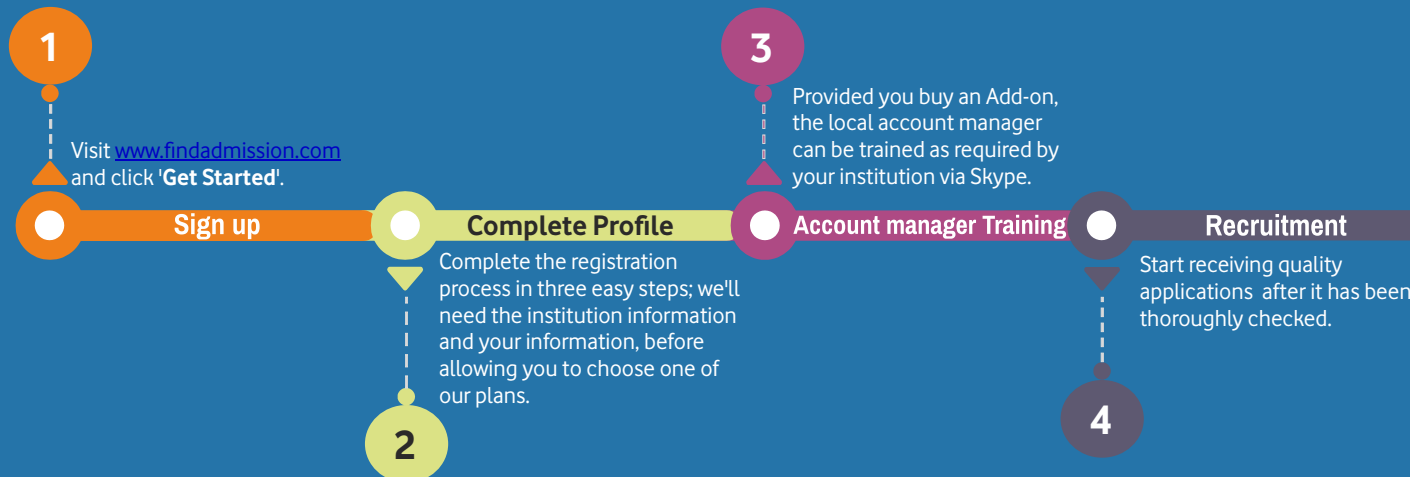 1
Visit www.findadmission.com
and click 'Get Started'.
Sign up
Complete Profile
Complete the registration
process in three easy steps; we'll
need the institution information
and your information, before
allowing you to choose one of
our plans.
2
3
Provided you buy an Add-on,
the local account manager
can be trained as required by
your institution via Skype.
Account manager Training
Recruitment
Start receiving quality
applications after it has been
thoroughly checked.
4